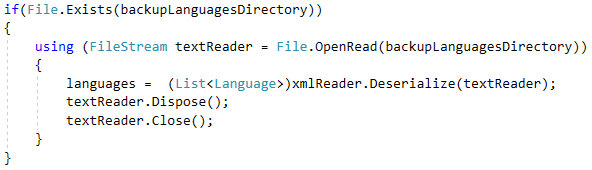 if(File.Exists(backupLanguagesDirectory))
{
    using (FileStream textReader = File.OpenRead(backupLanguagesDirectory))
    {
        languages =  (List<Language>)xmlReader.Deserialize(textReader);
        textReader.Dispose();
        textReader.Close();
    }
}